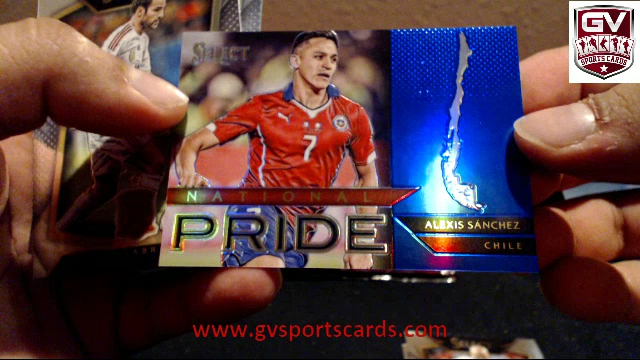 GV
SPORTS CARDS
SELECT
7
NATIONAL
PRIDE
ALEXIS SÁNCHEZ
CHILE
www.gvsportscards.com